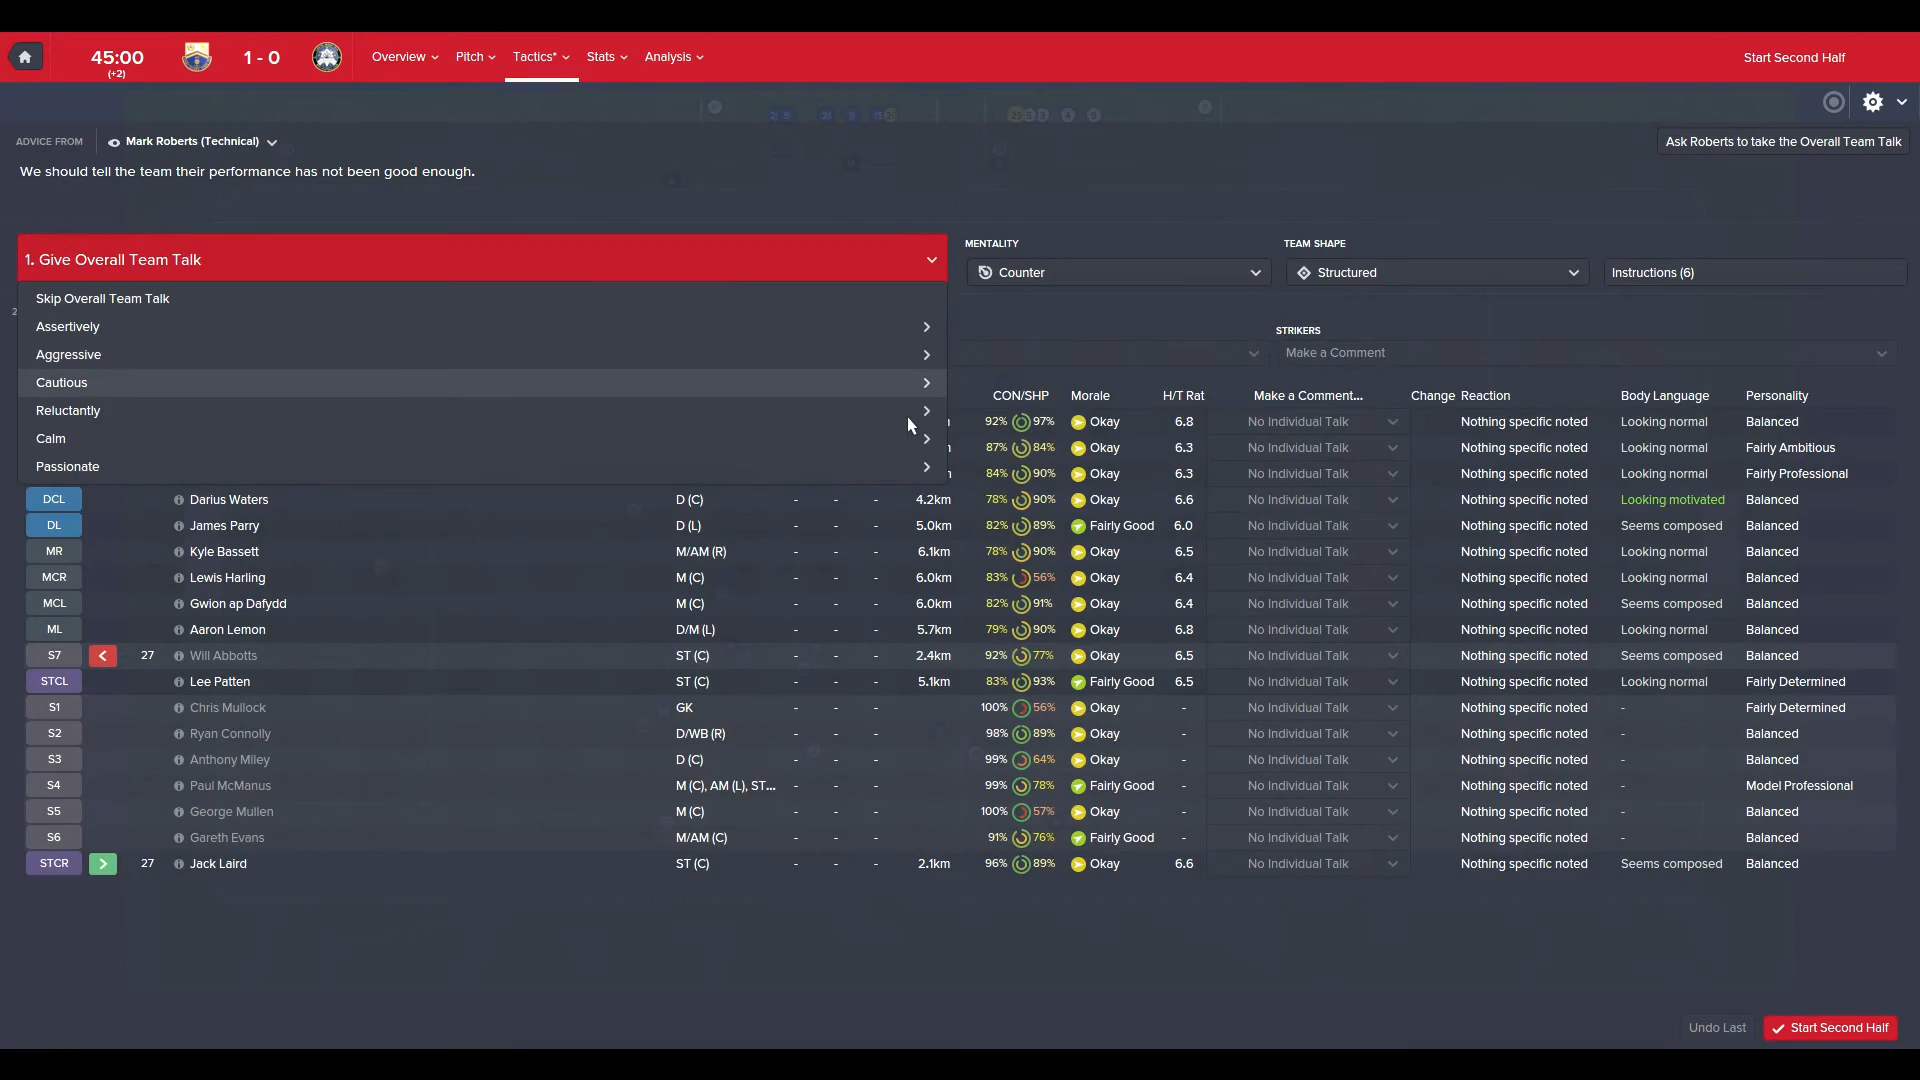 45:00
(+2)
1 - 0
Overview
Pitch
Tactics*
Stats
Analysis
Start Second Half
ADVICE FROM
Mark Roberts (Technical)
Ask Roberts to take the Overall Team Talk
We should tell the team their performance has not been good enough.
1. Give Overall Team Talk
MENTALITY
Counter
TEAM SHAPE
Structured
Instructions (6)
Skip Overall Team Talk
Assertively
Aggressive
Cautious
Reluctantly
Calm
Passionate
STRIKERS
Make a Comment
CON/SHP Morale H/T Rat Make a Comment... Change Reaction Body Language Personality
92% 97% Okay 6.8 No Individual Talk Nothing specific noted Looking normal Balanced
87% 84% Okay 6.3 No Individual Talk Nothing specific noted Looking normal Fairly Ambitious
84% 90% Okay 6.3 No Individual Talk Nothing specific noted Looking normal Fairly Professional
DCL Darius Waters D (C) - - - 4.2km 78% 90% Okay 6.6 No Individual Talk Nothing specific noted Looking motivated Balanced
DL James Parry D (L) - - - 5.0km 82% 89% Fairly Good 6.0 No Individual Talk Nothing specific noted Seems composed Balanced
MR Kyle Bassett M/AM (R) - - - 6.1km 78% 90% Okay 6.5 No Individual Talk Nothing specific noted Looking normal Balanced
MCR Lewis Harling M (C) - - - 6.0km 83% 56% Okay 6.4 No Individual Talk Nothing specific noted Looking normal Balanced
MCL Gwion ap Dafydd M (C) - - - 6.0km 82% 91% Okay 6.4 No Individual Talk Nothing specific noted Seems composed Balanced
ML Aaron Lemon D/M (L) - - - 5.7km 79% 90% Okay 6.8 No Individual Talk Nothing specific noted Looking normal Balanced
S7 27 Will Abbotts ST (C) - - - 2.4km 92% 77% Okay 6.5 No Individual Talk Nothing specific noted Seems composed Balanced
STCL Lee Patten ST (C) - - - 5.1km 83% 93% Fairly Good 6.5 No Individual Talk Nothing specific noted Looking normal Fairly Determined
S1 Chris Mullock GK - - - 100% 56% Okay - No Individual Talk Nothing specific noted - Fairly Determined
S2 Ryan Connolly D/WB (R) - - - 98% 89% Okay - No Individual Talk Nothing specific noted - Balanced
S3 Anthony Miley D (C) - - - 99% 64% Okay - No Individual Talk Nothing specific noted - Balanced
S4 Paul McManus M (C), AM (L), ST... - - - 99% 78% Fairly Good - No Individual Talk Nothing specific noted - Model Professional
S5 George Mullen M (C) - - - 100% 57% Okay - No Individual Talk Nothing specific noted - Balanced
S6 Gareth Evans M/AM (C) - - - 91% 76% Fairly Good - No Individual Talk Nothing specific noted - Balanced
STCR 27 Jack Laird ST (C) - - - 2.1km 96% 89% Okay 6.6 No Individual Talk Nothing specific noted Seems composed Balanced
Undo Last
Start Second Half